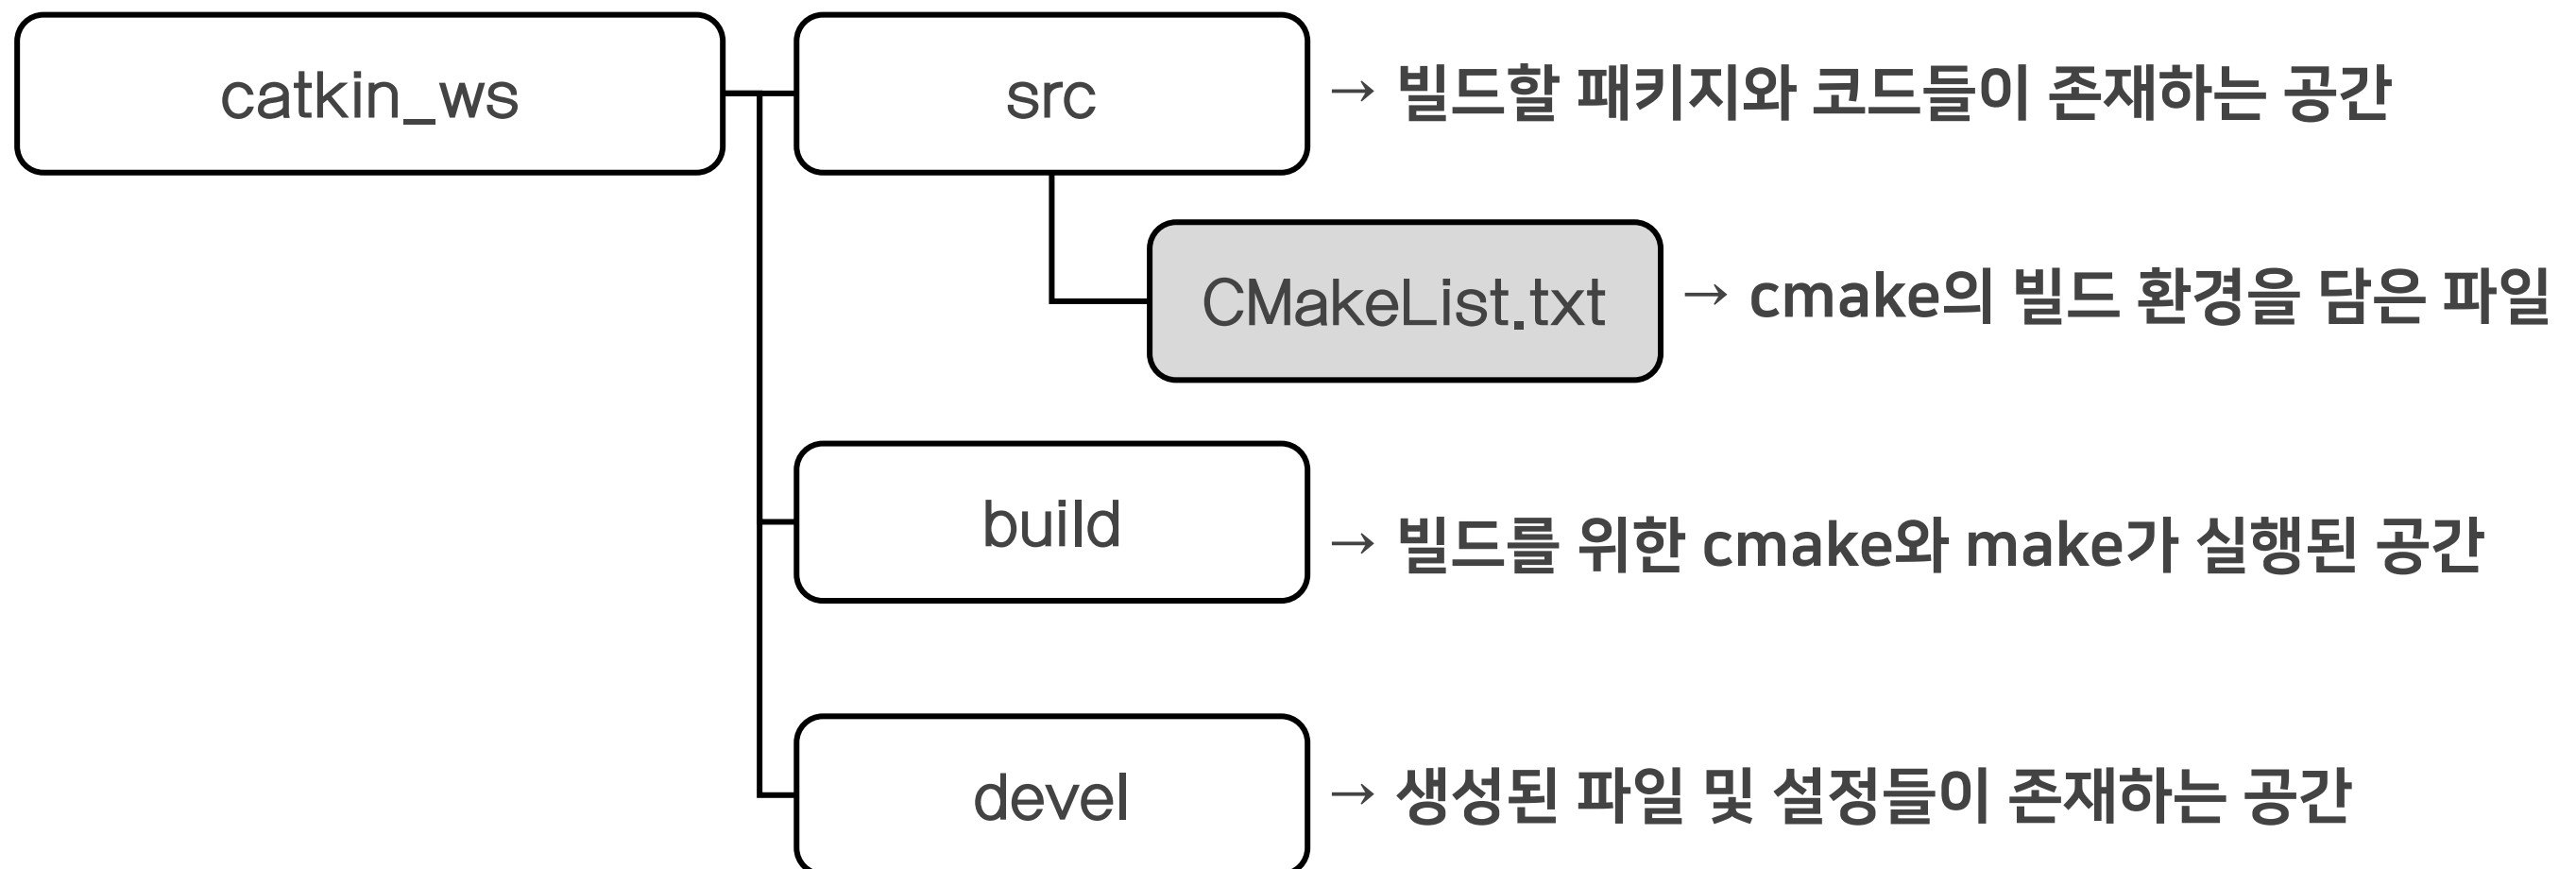 catkin_ws
src
→ 빌드할 패키지와 코드들이 존재하는 공간
CMakeList.txt
→ cmake의 빌드 환경을 담은 파일
build
→ 빌드를 위한 cmake와 make가 실행된 공간
devel
→ 생성된 파일 및 설정들이 존재하는 공간